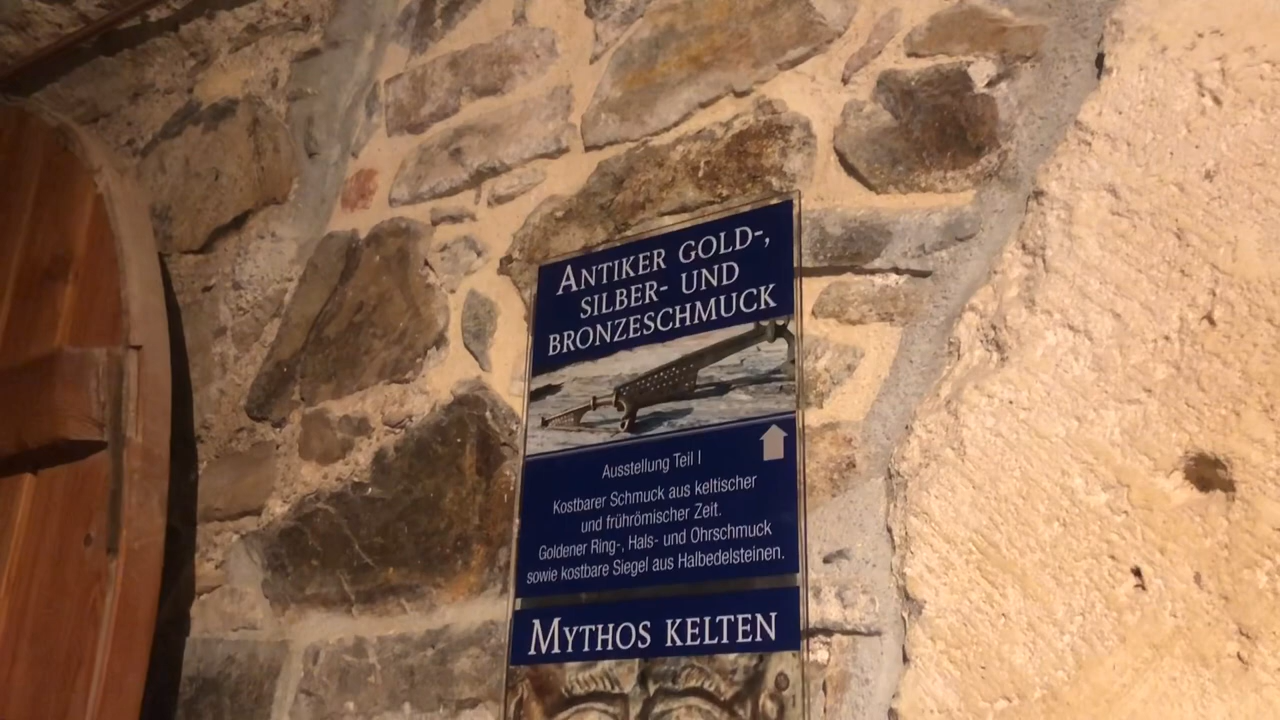 ANTIKER GOLD-,
SILBER- UND
BRONZESCHMUCK
Ausstellung Teil I
Kostbarer Schmuck aus keltischer
und frührömischer Zeit.
Goldener Ring-, Hals- und Ohrschmuck
sowie kostbare Siegel aus Halbedelsteinen.
MYTHOS KELTEN